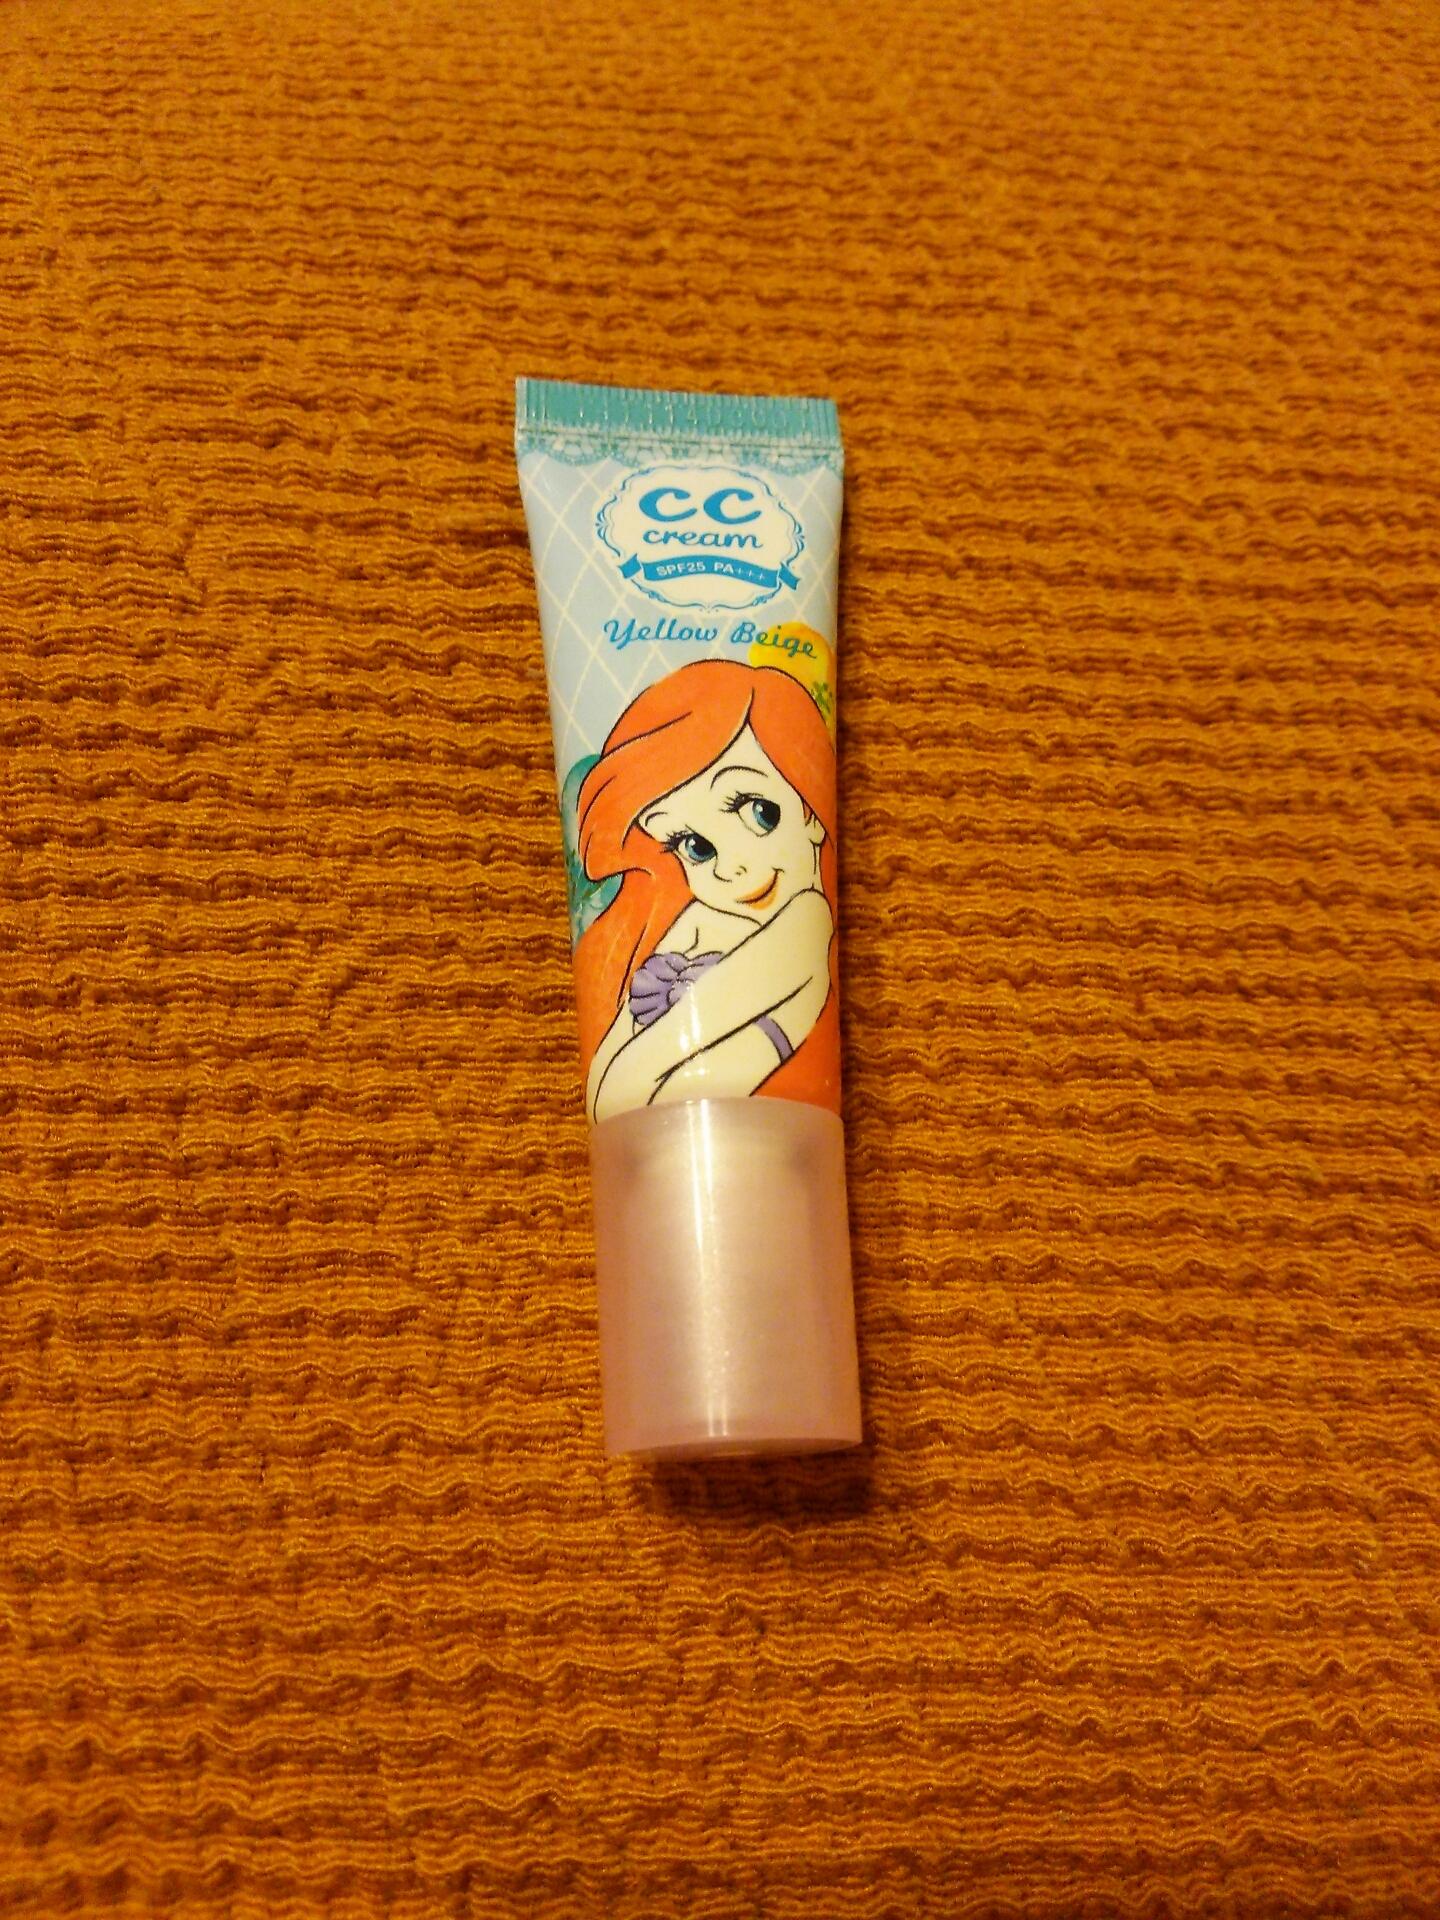 CC
cream
SPF25 PA+++
Yellow Beige